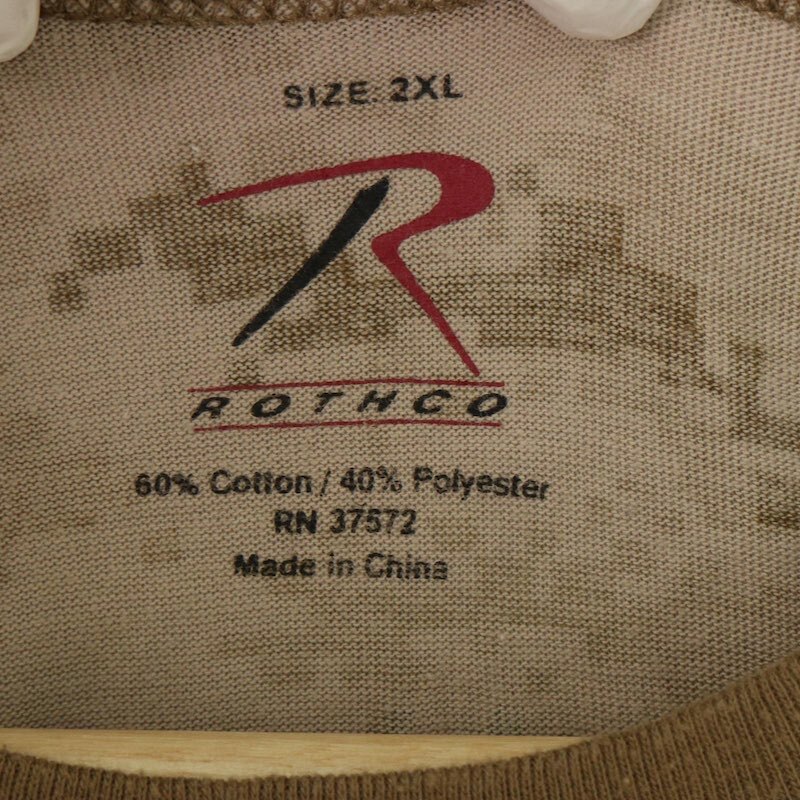 SIZE: 2XL
R
ROTHCO
60% Cotton / 40% Polyester
RN 37572
Made in China